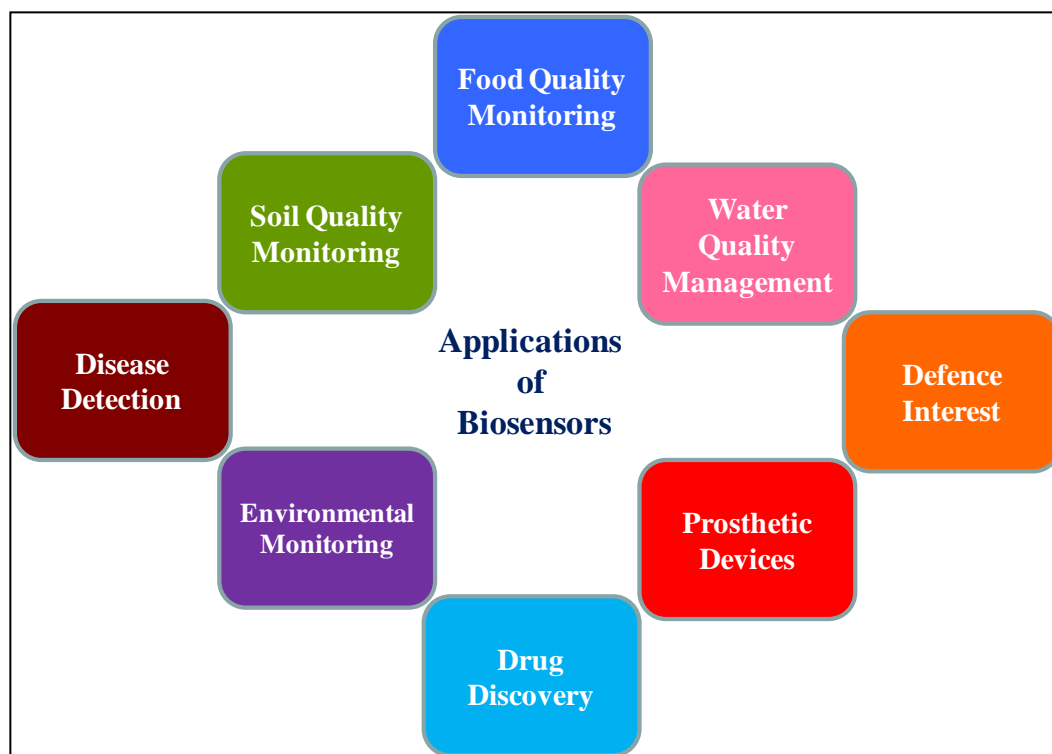 Food Quality
Monitoring
Soil Quality
Monitoring
Water
Quality
Management
Applications
of
Biosensors
Disease
Detection
Defence
Interest
Environmental
Monitoring
Prosthetic
Devices
Drug
Discovery